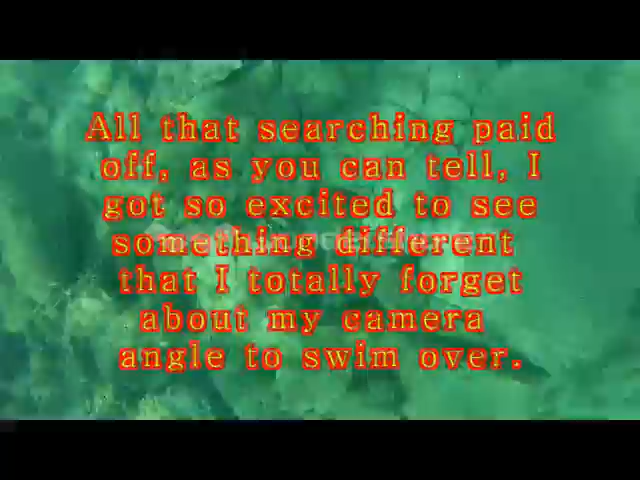 All that searching paid
off, as you can tell, I
got so excited to see
something different
that I totally forget
about my camera
angle to swim over.